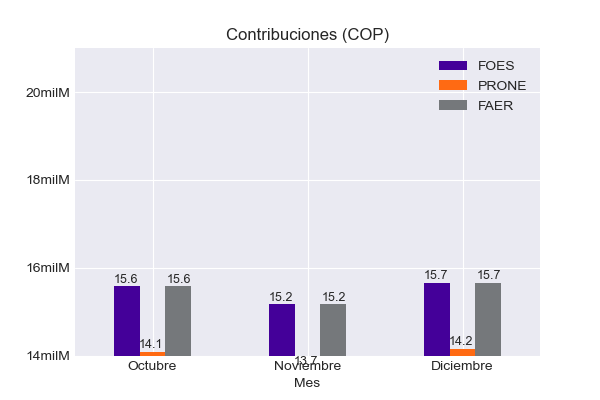 Contribuciones (COP)
FOES
PRONE
FAER
20milM
18milM
16milM
14milM
15.6
14.1
15.6
15.2
13.7
15.2
15.7
14.2
15.7
Octubre
Noviembre
Diciembre
Mes